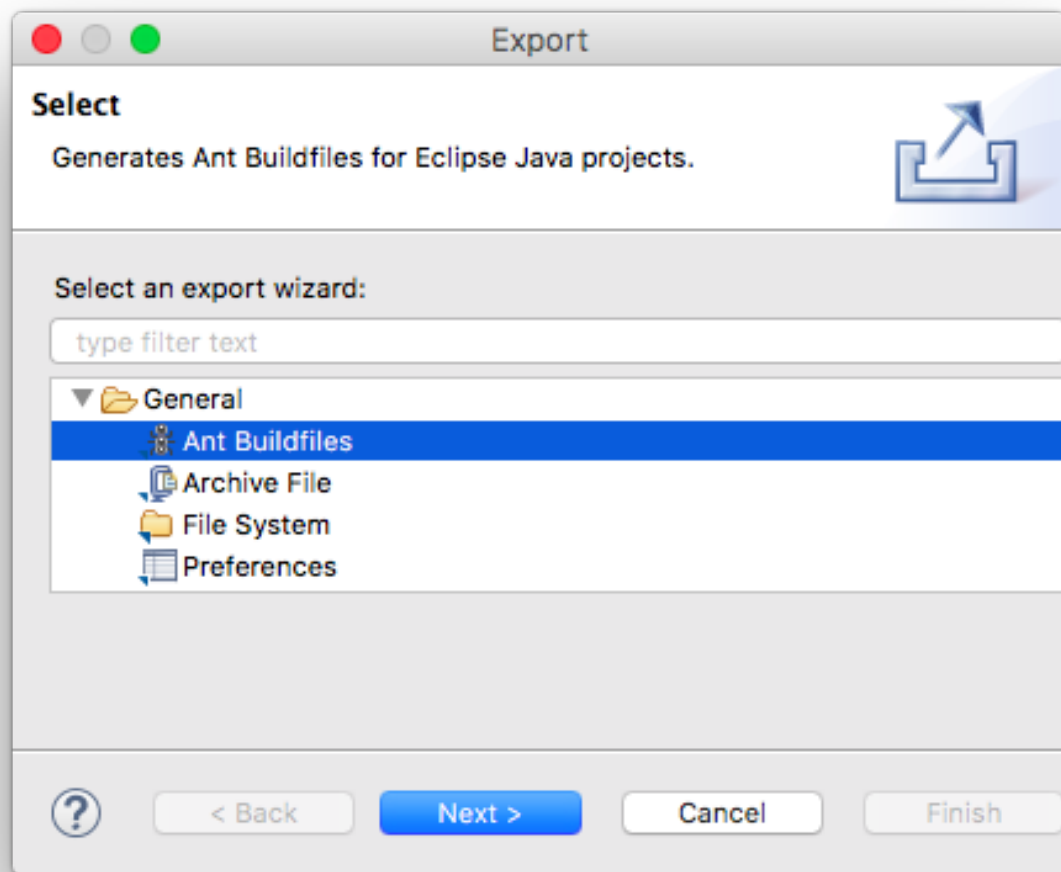 Export
Select
Generates Ant Buildfiles for Eclipse Java projects.
Select an export wizard:
type filter text
General
Ant Buildfiles
Archive File
File System
Preferences
? < Back Next > Cancel Finish